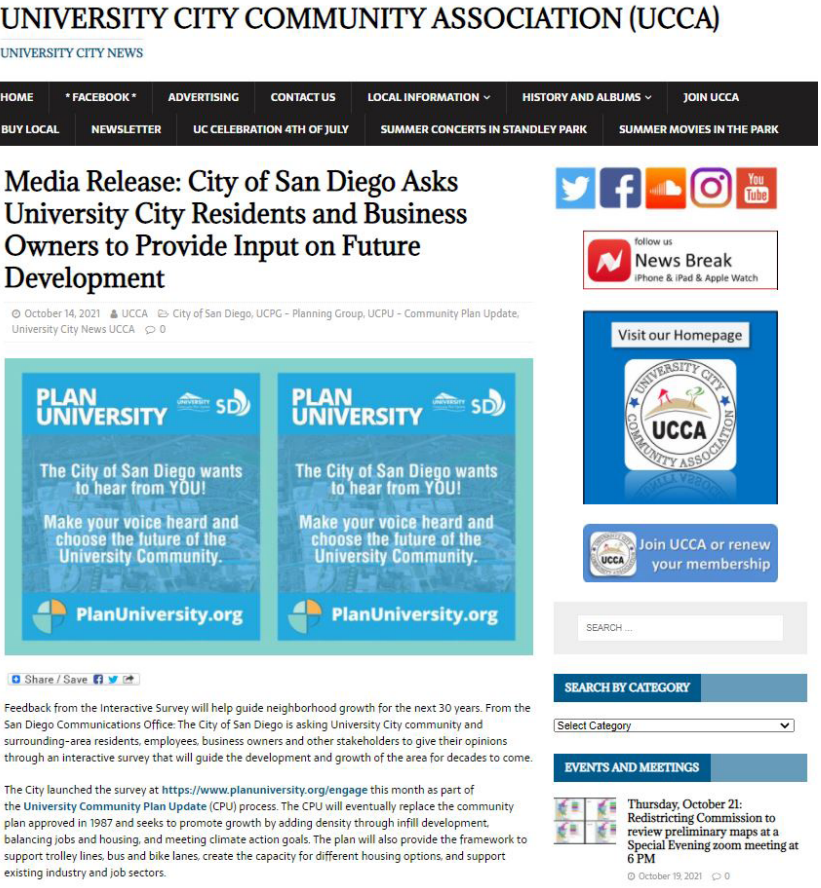 UNIVERSITY CITY COMMUNITY ASSOCIATION (UCCA)
UNIVERSITY CITY NEWS
HOME
* FACEBOOK *
ADVERTISING
CONTACT US
LOCAL INFORMATION
HISTORY AND ALBUMS
JOIN UCCA
BUY LOCAL
NEWSLETTER
UC CELEBRATION 4TH OF JULY
SUMMER CONCERTS IN STANDLEY PARK
SUMMER MOVIES IN THE PARK
Media Release: City of San Diego Asks
University City Residents and Business
Owners to Provide Input on Future
Development
October 14, 2021 UCCA City of San Diego, UCPG – Planning Group, UCPU – Community Plan Update,
University City News UCCA 0
PLAN
UNIVERSITY
UNIVERSITY
SD
The City of San Diego wants
to hear from YOU!
Make your voice heard and
choose the future of the
University Community.
PlanUniversity.org
PLAN
UNIVERSITY
UNIVERSITY
SD
The City of San Diego wants
to hear from YOU!
Make your voice heard and
choose the future of the
University Community.
PlanUniversity.org
Share / Save
Feedback from the Interactive Survey will help guide neighborhood growth for the next 30 years. From the
San Diego Communications Office: The City of San Diego is asking University City community and
surrounding-area residents, employees, business owners and other stakeholders to give their opinions
through an interactive survey that will guide the development and growth of the area for decades to come.
The City launched the survey at https://www.planuniversity.org/engage this month as part of
the University Community Plan Update (CPU) process. The CPU will eventually replace the community
plan approved in 1987 and seeks to promote growth by adding density through infill development,
balancing jobs and housing, and meeting climate action goals. The plan will also provide the framework to
support trolley lines, bus and bike lanes, create the capacity for different housing options, and support
existing industry and job sectors.
You
Tube
follow us
News Break
iPhone & iPad & Apple Watch
Visit our Homepage
UNIVERSITY CITY
UCCA
COMMUNITY ASSOCIATION
UCCA
Join UCCA or renew
your membership
SEARCH ...
SEARCH BY CATEGORY
Select Category
EVENTS AND MEETINGS
Thursday, October 21:
Redistricting Commission to
review preliminary maps at a
Special Evening zoom meeting at
6 PM
October 19, 2021 0